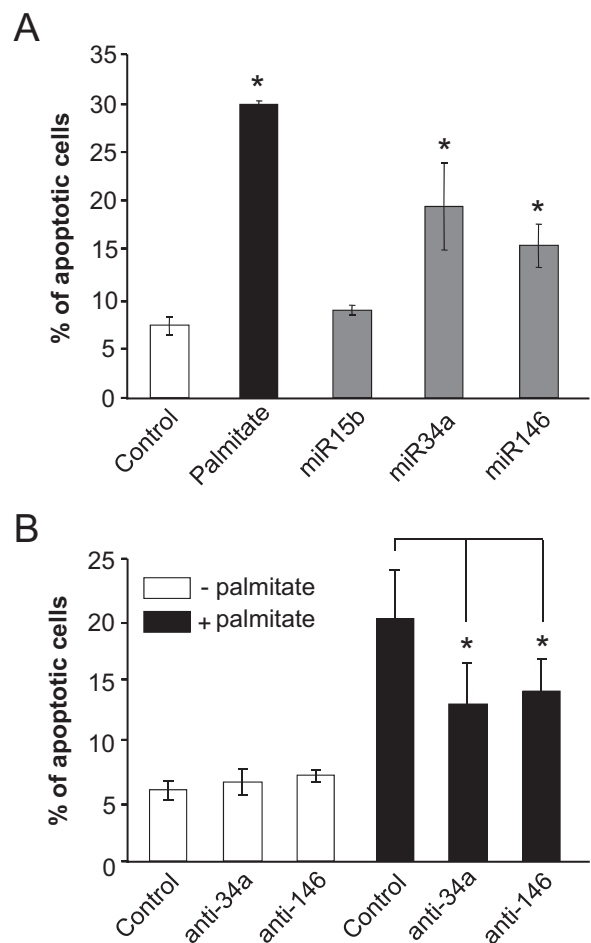 A
% of apoptotic cells
35
30
25
20
15
10
5
0
*
*
*
Control
Palmitate
miR15b
miR34a
miR146
B
% of apoptotic cells
25
20
15
10
5
0
- palmitate
+ palmitate
*
*
Control
anti-34a
anti-146
Control
anti-34a
anti-146